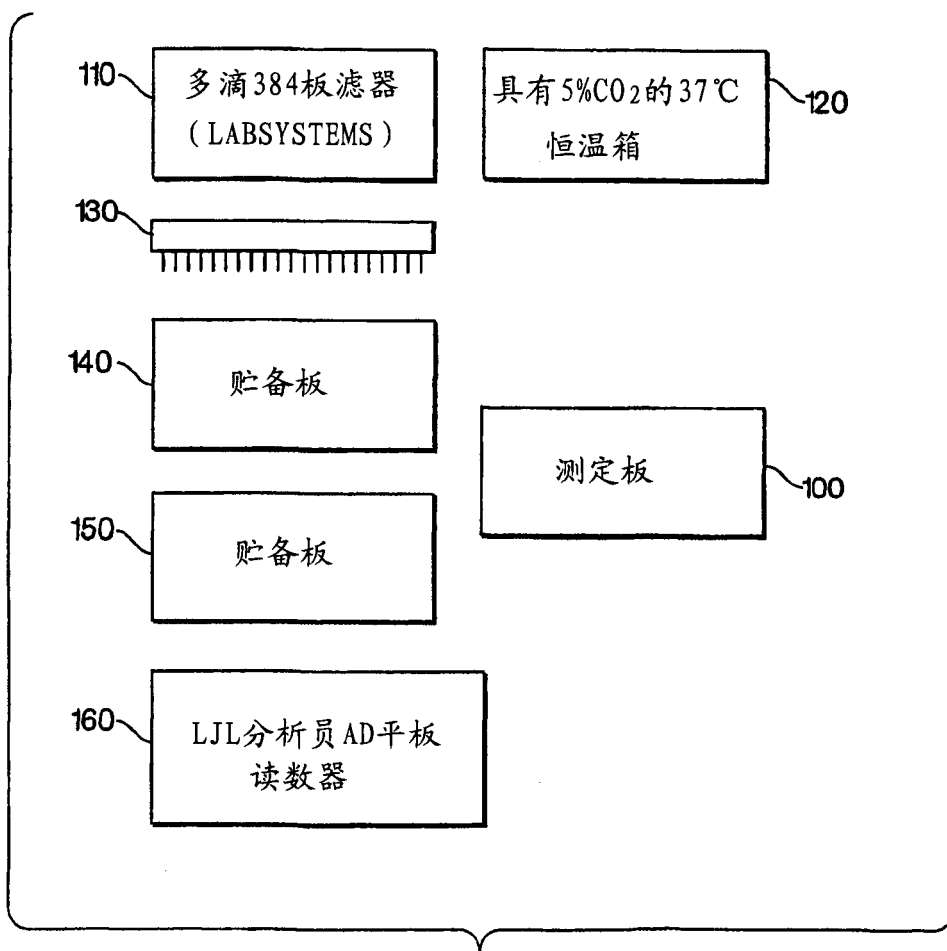 110
多滴384板滤器
(LABSYSTEMS)
具有5%CO₂的37℃
恒温箱
120
130
140
贮备板
测定板
100
150
贮备板
160
LJL分析员AD平板
读数器